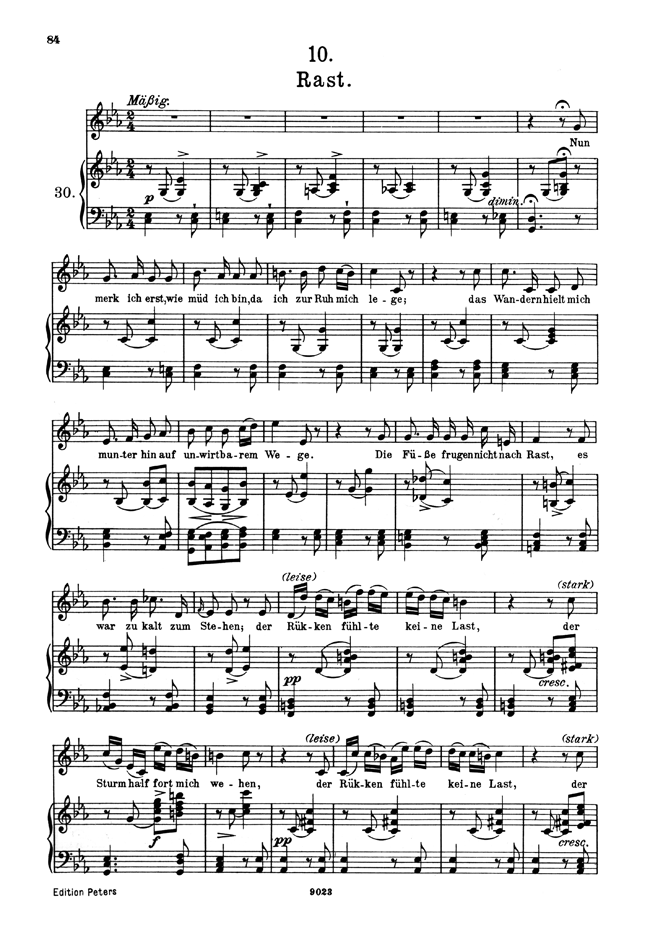 84
10.
Rast.
Mäßig.
Nun
30.
p
dimin.
merk ich erst, wie müd ich bin, da ich zur Ruh mich le - ge; das Wandern hielt mich
mun-ter hin auf un-wirtba-rem We - ge. Die Fü-ße frugen nicht nach Rast, es
(leise) (stark)
war zu kalt zum Ste-hen; der Rük-ken fühl-te kei-ne Last, der
pp cresc.
(leise) (stark)
Sturm half fort mich we-hen, der Rük-ken fühl-te kei-ne Last, der
f pp cresc.
Edition Peters 9023